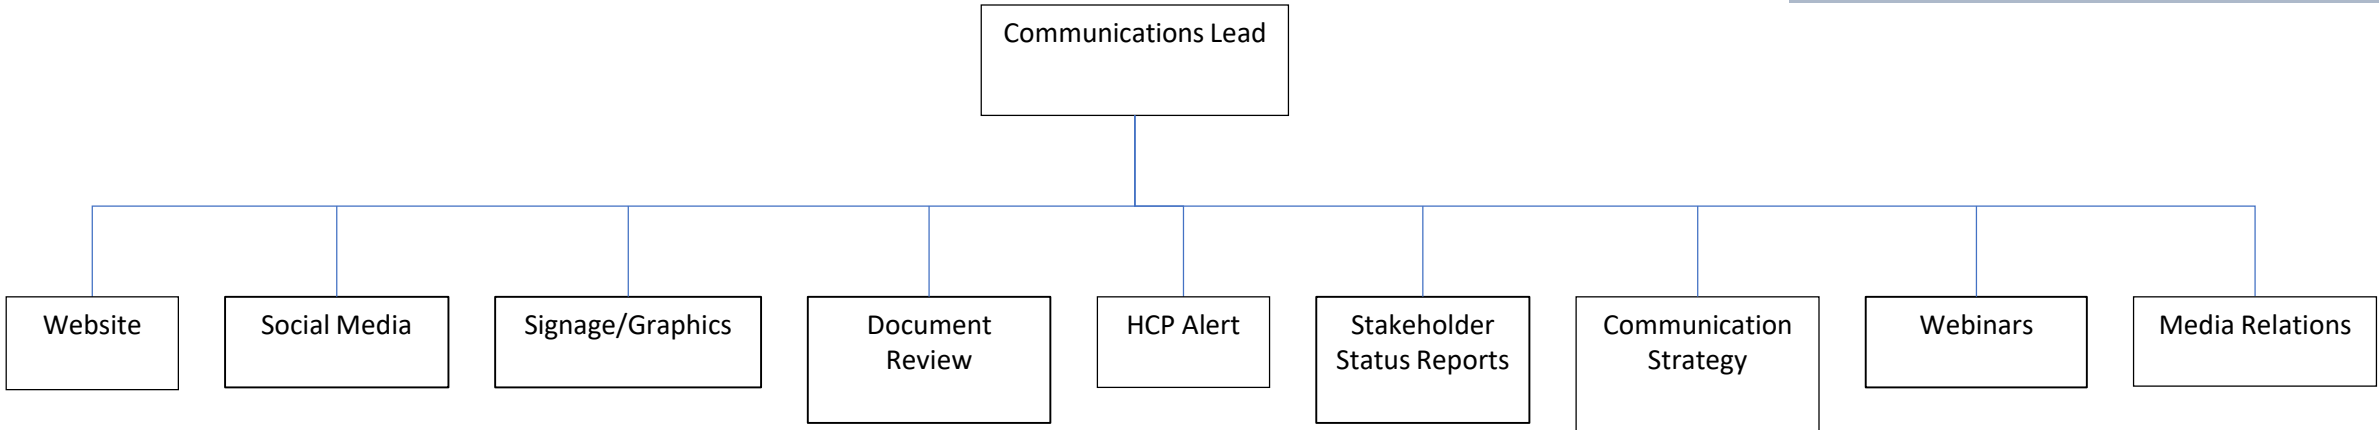 Communications Lead
Website
Social Media
Signage/Graphics
Document
Review
HCP Alert
Stakeholder
Status Reports
Communication
Strategy
Webinars
Media Relations